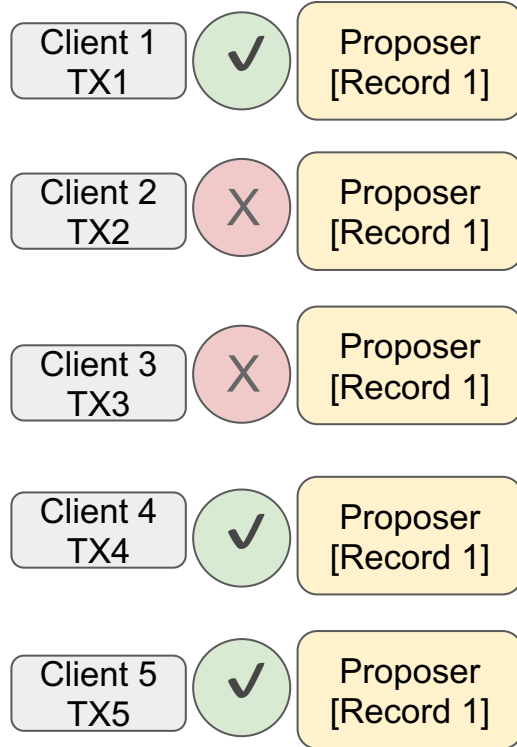 Client 1
TX1
✓
Proposer
[Record 1]
Client 2
TX2
X
Proposer
[Record 1]
Client 3
TX3
X
Proposer
[Record 1]
Client 4
TX4
✓
Proposer
[Record 1]
Client 5
TX5
✓
Proposer
[Record 1]